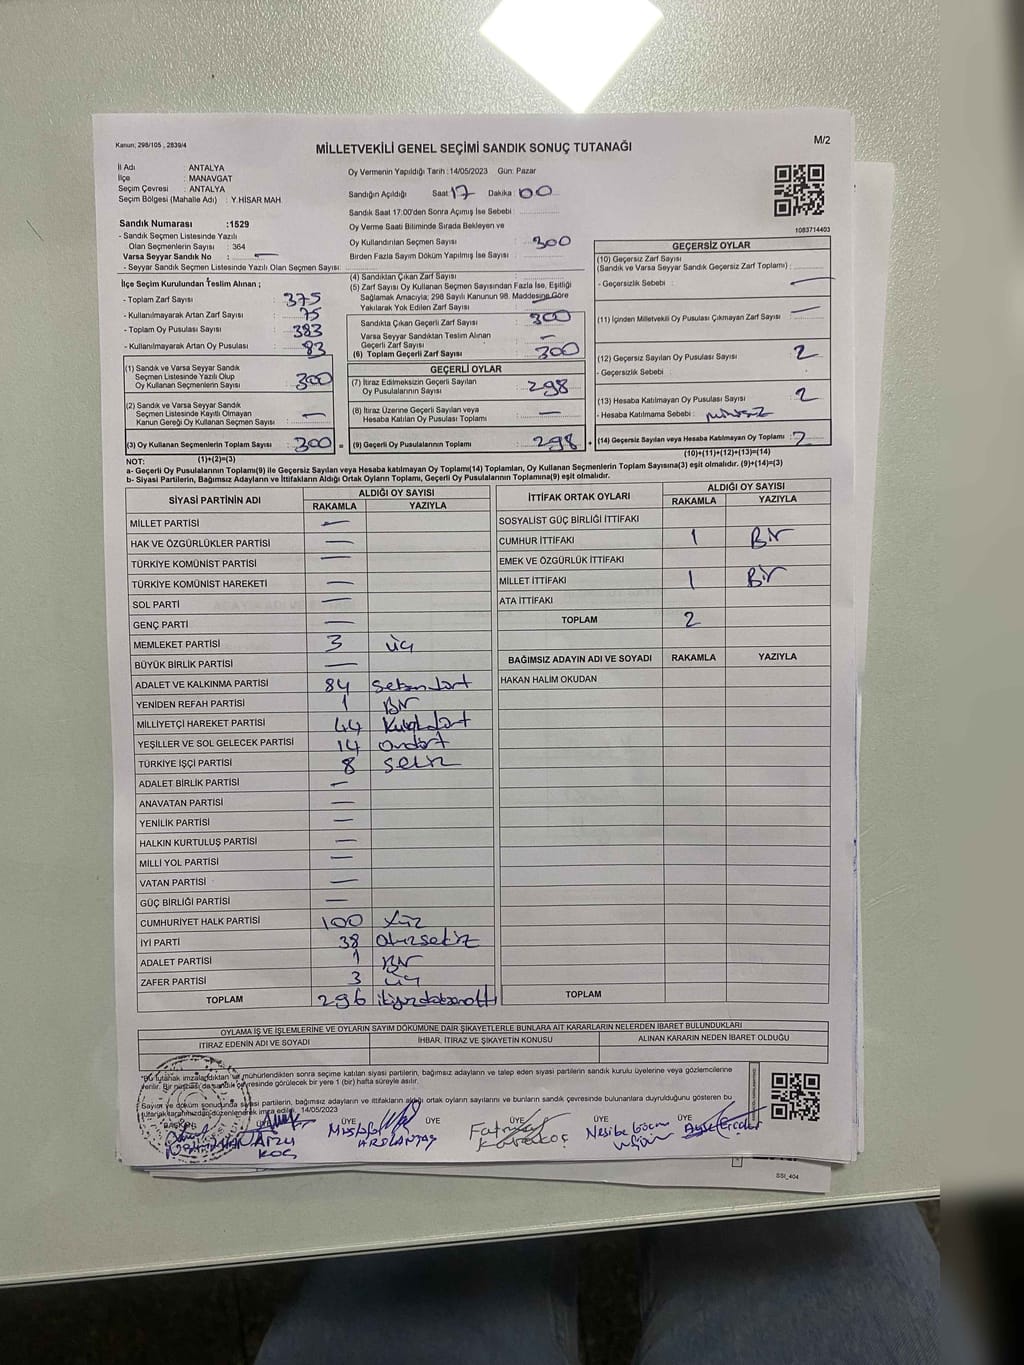 Kanun; 298/105 , 2839/4
M/2
MİLLETVEKİLİ GENEL SEÇİMİ SANDIK SONUÇ TUTANAĞI
İl Adı : ANTALYA
İlçe : MANAVGAT
Seçim Çevresi : ANTALYA
Seçim Bölgesi (Mahalle Adı) : Y.HİSAR MAH
Sandık Numarası :1529
- Sandık Seçmen Listesinde Yazılı
Olan Seçmenlerin Sayısı : 364
Varsa Seyyar Sandık No : —
- Seyyar Sandık Seçmen Listesinde Yazılı Olan Seçmen Sayısı:
Oy Vermenin Yapıldığı Tarih :14/05/2023 Gün: Pazar
Sandığın Açıldığı Saat 17 Dakika : 00
Sandık Saat 17:00'den Sonra Açımış İse Sebebi :
Oy Verme Saati Bitiminde Sırada Bekleyen ve
Oy Kullandırılan Seçmen Sayısı : 300
Birden Fazla Sayım Döküm Yapılmış İse Sayısı :
1083714403
İlçe Seçim Kurulundan Teslim Alınan ;
- Toplam Zarf Sayısı : 375
- Kullanılmayarak Artan Zarf Sayısı : 75
- Toplam Oy Pusulası Sayısı : 383
- Kullanılmayarak Artan Oy Pusulası : 83
(1) Sandık ve Varsa Seyyar Sandık
Seçmen Listesinde Yazılı Olup
Oy Kullanan Seçmenlerin Sayısı : 300
(2) Sandık ve Varsa Seyyar Sandık
Seçmen Listesinde Kayıtlı Olmayan
Kanun Gereği Oy Kullanan Seçmen Sayısı : —
(3) Oy Kullanan Seçmenlerin Toplam Sayısı : 300 =
(1)+(2)=(3)
(4) Sandıktan Çıkan Zarf Sayısı :
(5) Zarf Sayısı Oy Kullanan Seçmen Sayısından Fazla İse, Eşitliği
Sağlamak Amacıyla; 298 Sayılı Kanunun 98. Maddesine Göre
Yakılarak Yok Edilen Zarf Sayısı : —
Sandıkta Çıkan Geçerli Zarf Sayısı : 300
Varsa Seyyar Sandıktan Teslim Alınan
Geçerli Zarf Sayısı : —
(6) Toplam Geçerli Zarf Sayısı : 300
GEÇERLİ OYLAR
(7) İtiraz Edilmeksizin Geçerli Sayılan
Oy Pusulasının Sayısı : 298
(8) İtiraz Üzerine Geçerli Sayılan veya
Hesaba Katılan Oy Pusulası Toplamı : —
(9) Geçerli Oy Pusulalarının Toplamı : 298 +
GEÇERSİZ OYLAR
(10) Geçersiz Zarf Sayısı
(Sandık ve Varsa Seyyar Sandık Geçersiz Zarf Toplamı) :
- Geçersizlik Sebebi : —
(11) İçinden Milletvekili Oy Pusulası Çıkmayan Zarf Sayısı : —
(12) Geçersiz Sayılan Oy Pusulası Sayısı : 2
- Geçersizlik Sebebi :
(13) Hesaba Katılmayan Oy Pusulası Sayısı : 2
- Hesaba Katılmama Sebebi :
(14) Geçersiz Sayılan veya Hesaba Katılmayan Oy Toplamı : 2
(10)+(11)+(12)+(13)=(14)
NOT:
a- Geçerli Oy Pusulalarının Toplamı(9) ile Geçersiz Sayılan veya Hesaba katılmayan Oy Toplamı(14) Toplamları, Oy Kullanan Seçmenlerin Toplam Sayısına(3) eşit olmalıdır. (9)+(14)=(3)
b- Siyasi Partilerin, Bağımsız Adayların ve İttifakların Aldığı Ortak Oyların Toplamı, Geçerli Oy Pusulalarının Toplamına(9) eşit olmalıdır.
SİYASİ PARTİNİN ADI ALDIĞI OY SAYISI
RAKAMLA YAZIYLA
MİLLET PARTİSİ —
HAK VE ÖZGÜRLÜKLER PARTİSİ —
TÜRKİYE KOMÜNİST PARTİSİ —
TÜRKİYE KOMÜNİST HAREKETİ —
SOL PARTİ —
GENÇ PARTİ —
MEMLEKET PARTİSİ 3 üç
BÜYÜK BİRLİK PARTİSİ —
ADALET VE KALKINMA PARTİSİ 84 Seksendört
YENİDEN REFAH PARTİSİ 1 Bir
MİLLİYETÇİ HAREKET PARTİSİ 44 Kırkdört
YEŞİLLER VE SOL GELECEK PARTİSİ 14 Ondört
TÜRKİYE İŞÇİ PARTİSİ 8 Sekiz
ADALET BİRLİK PARTİSİ —
ANAVATAN PARTİSİ —
YENİLİK PARTİSİ —
HALKIN KURTULUŞ PARTİSİ —
MİLLİ YOL PARTİSİ —
VATAN PARTİSİ —
GÜÇ BİRLİĞİ PARTİSİ —
CUMHURİYET HALK PARTİSİ 100 Yüz
İYİ PARTİ 38 Otuzsekiz
ADALET PARTİSİ 1 Bir
ZAFER PARTİSİ 3 üç
TOPLAM 296 ikiyüzdoksanaltı
İTTİFAK ORTAK OYLARI ALDIĞI OY SAYISI
RAKAMLA YAZIYLA
SOSYALİST GÜÇ BİRLİĞİ İTTİFAKI
CUMHUR İTTİFAKI 1 Bir
EMEK VE ÖZGÜRLÜK İTTİFAKI
MİLLET İTTİFAKI 1 Bir
ATA İTTİFAKI
TOPLAM 2
BAĞIMSIZ ADAYIN ADI VE SOYADI RAKAMLA YAZIYLA
HAKAN HALİM OKUDAN
TOPLAM
OYLAMA İŞ VE İŞLEMLERİNE VE OYLARIN SAYIM DÖKÜMÜNE DAİR ŞİKAYETLERLE BUNLARA AİT KARARLARIN NELERDEN İBARET BULUNDUKLARI
İTİRAZ EDENİN ADI VE SOYADI İHBAR, İTİRAZ VE ŞİKAYETİN KONUSU ALINAN KARARIN NEDEN İBARET OLDUĞU
*Bu tutanak imzalandıktan ve mühürlendikten sonra seçime katılan siyasi partilerin, bağımsız adayların ve talep eden siyasi partilerin sandık kurulu üyelerine veya gözlemcilerine
verilir. Bir nüshası da sandık çevresinde görülecek bir yere 1 (bir) hafta süreyle asılır.
Sayım ve döküm sonucunda siyasi partilerin, bağımsız adayların ve ittifakların aldığı ortak oyların sayılarını ve bunların sandık çevresinde bulunanlara duyrulduğunu gösteren bu
tutanak tarafımızdan düzenlenerek imza edildi. 14/05/2023
BAŞKAN ÜYE ÜYE ÜYE ÜYE ÜYE
ARZU KOÇ
ARSLANTAŞ
Fatma Karakoç
Nesibe
Ayşe
SSİ_404